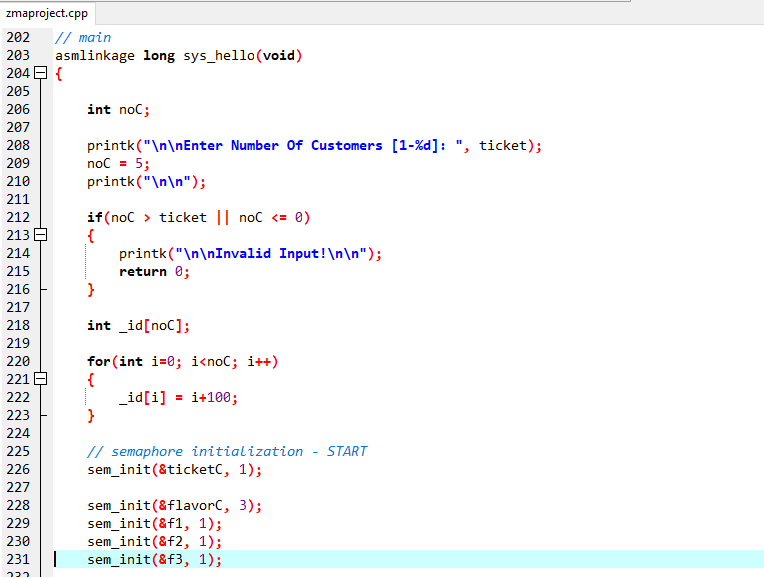 zmaproject.cpp
202 // main
203 asmlinkage long sys_hello(void)
204 {
205
206 int noC;
207
208 printk("\n\nEnter Number Of Customers [1-%d]: ", ticket);
209 noC = 5;
210 printk("\n\n");
211
212 if(noC > ticket || noC <= 0)
213 {
214 printk("\n\nInvalid Input!\n\n");
215 return 0;
216 }
217
218 int _id[noC];
219
220 for(int i=0; i<noC; i++)
221 {
222 _id[i] = i+100;
223 }
224
225 // semaphore initialization - START
226 sem_init(&ticketC, 1);
227
228 sem_init(&flavorC, 3);
229 sem_init(&f1, 1);
230 sem_init(&f2, 1);
231 sem_init(&f3, 1);
232